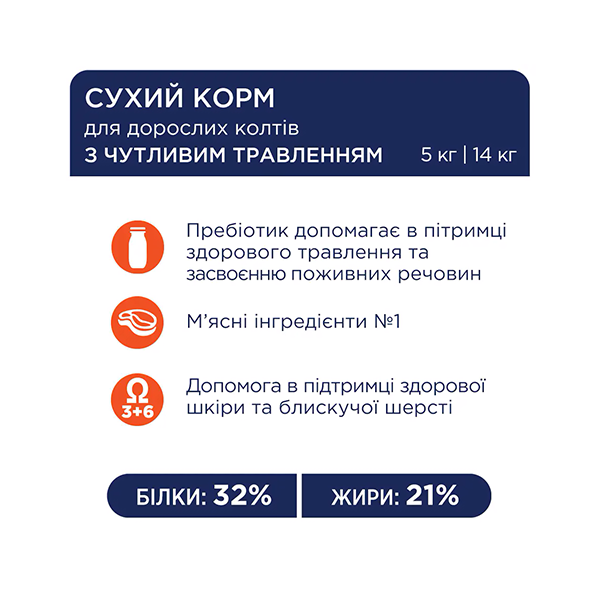 СУХИЙ КОРМ
для дорослих колтів
З ЧУТЛИВИМ ТРАВЛЕННЯМ 5 кг | 14 кг
Пребіотик допомагає в пітримці
здорового травлення та
засвоєнню поживних речовин
М’ясні інгредієнти №1
Ω
3+6
Допомога в підтримці здорової
шкіри та блискучої шерсті
БІЛКИ: 32% ЖИРИ: 21%